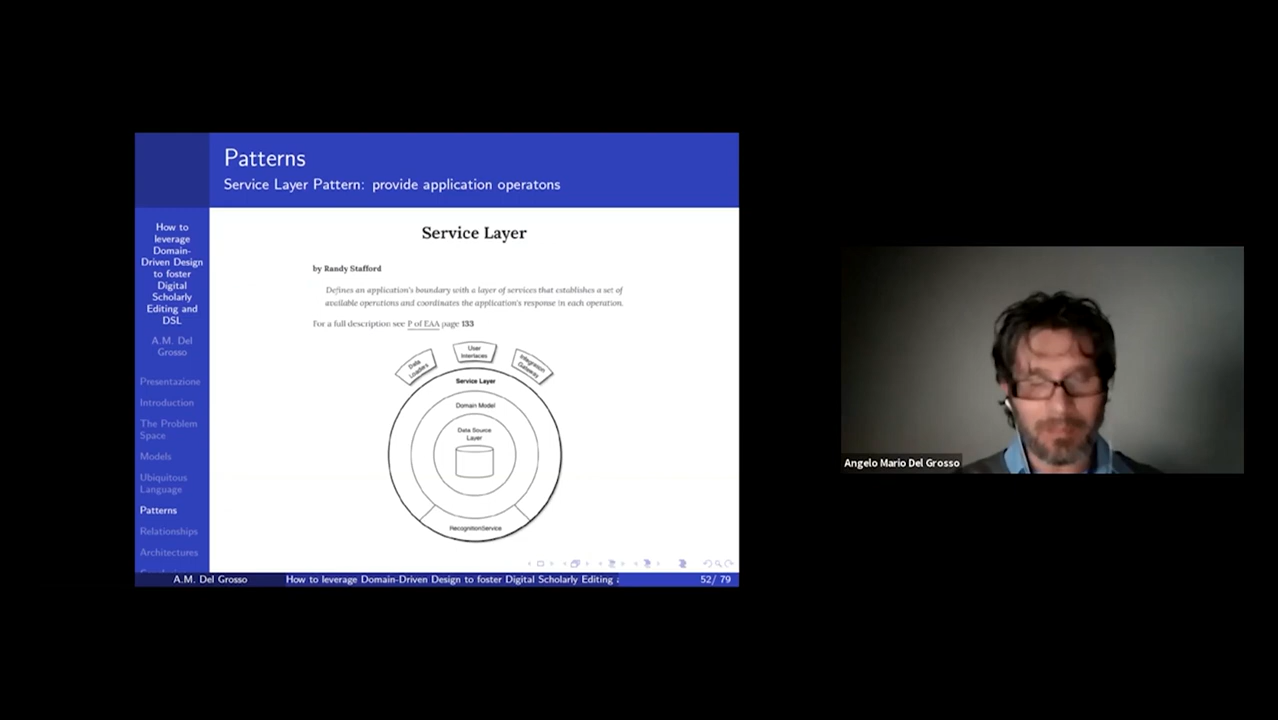 Patterns
Service Layer Pattern: provide application operatons
How to
leverage
Domain-
Driven Design
to foster
Digital
Scholarly
Editing and
DSL
A.M. Del
Grosso
Presentazione
Introduction
The Problem
Space
Models
Ubiquitous
Language
Patterns
Relationships
Architectures
Service Layer
by Randy Stafford
Defines an application's boundary with a layer of services that establishes a set of
available operations and coordinates the application's response in each operation.
For a full description see P of EAA page 133
Data
Loaders
User
Interfaces
Integration
Gateway
Service Layer
Domain Model
Data Source
Layer
RecognitionService
A.M. Del Grosso
How to leverage Domain-Driven Design to foster Digital Scholarly Editing
52/ 79
Angelo Mario Del Grosso